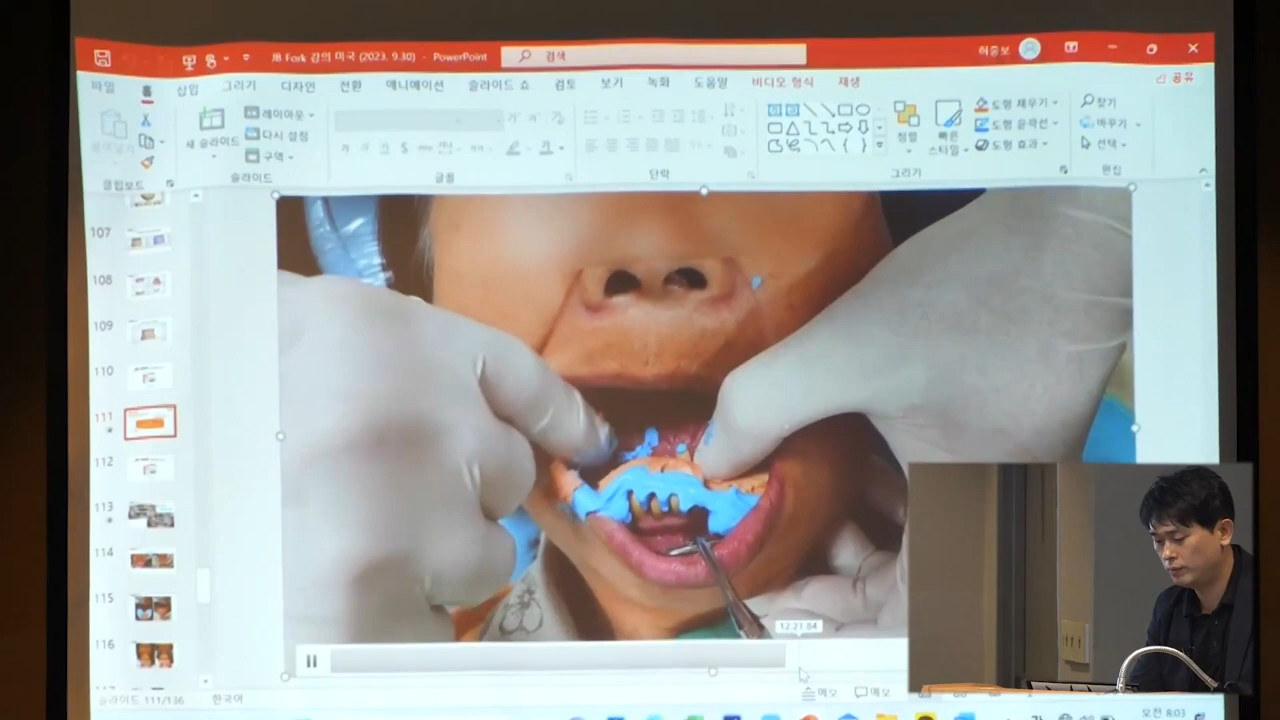 JB Fork 강의 미국 (2023. 9.30) - PowerPoint
검색
허중보
파일 홈 삽입 그리기 디자인 전환 애니메이션 슬라이드 쇼 검토 보기 녹화 도움말 비디오 형식 재생
공유
새 슬라이드
레이아웃
다시 설정
구역
정렬
빠른 스타일
도형 채우기
도형 윤곽선
도형 효과
찾기
바꾸기
선택
클립보드 슬라이드 글꼴 단락 그리기 편집
107
108
109
110
111
112
113
114
115
116
12:21.84
슬라이드 111/136 한국어
메모 메모
오전 8:03